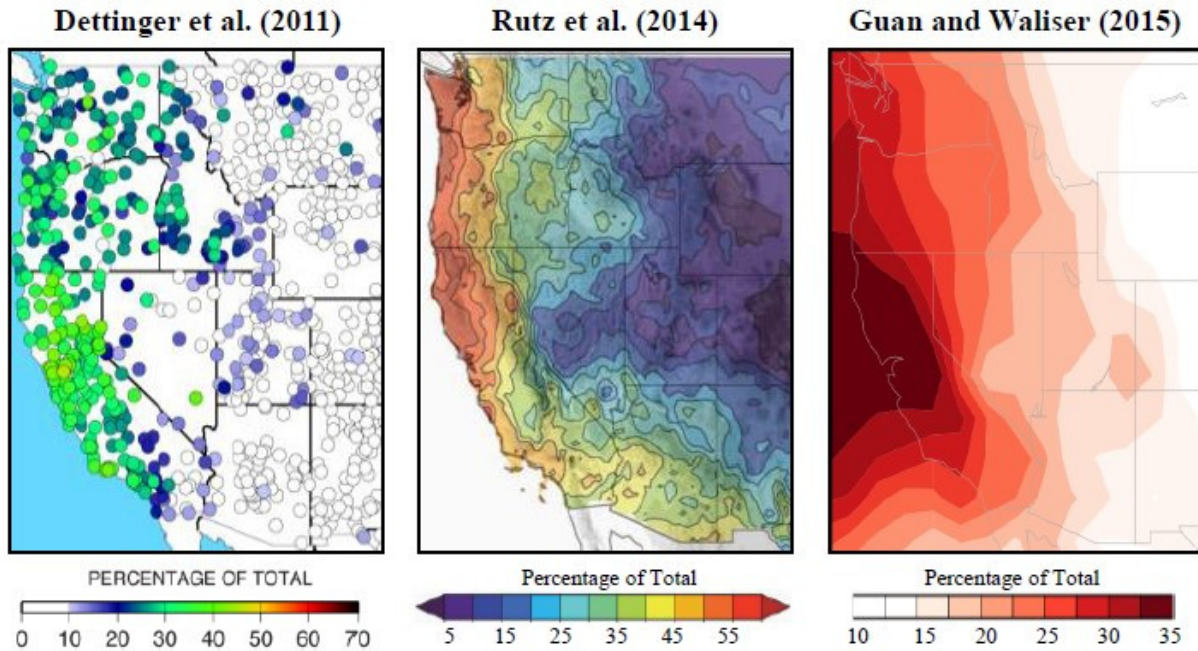 Dettinger et al. (2011)
Rutz et al. (2014)
Guan and Waliser (2015)
PERCENTAGE OF TOTAL
0 10 20 30 40 50 60 70
Percentage of Total
5 15 25 35 45 55
Percentage of Total
10 15 20 25 30 35